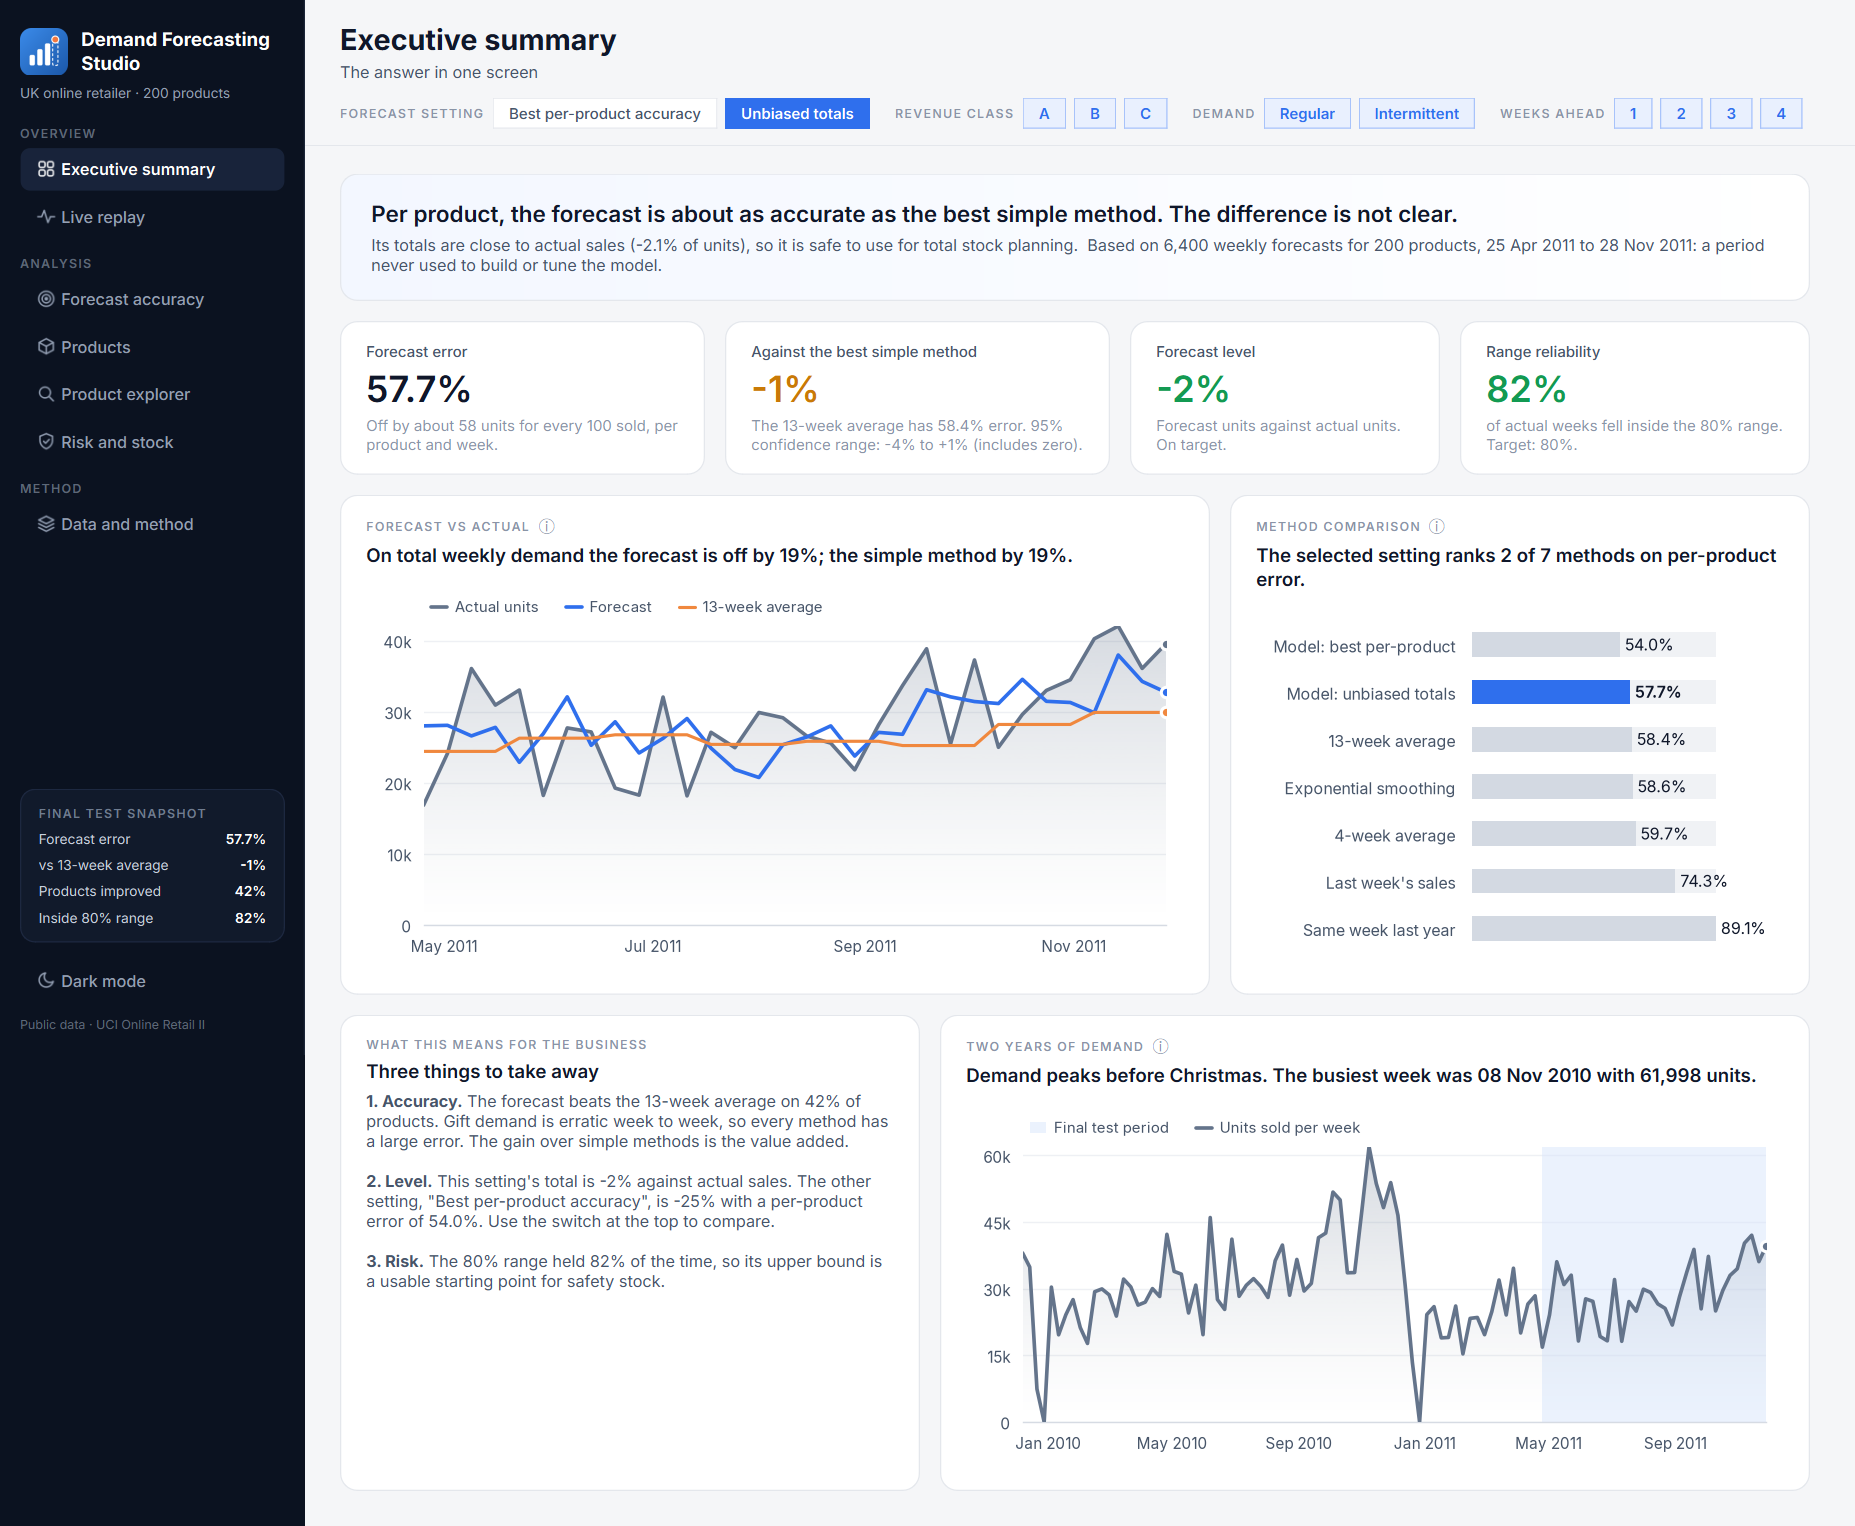 Demand Forecasting
Studio
UK online retailer · 200 products
OVERVIEW
Executive summary
Live replay
ANALYSIS
Forecast accuracy
Products
Product explorer
Risk and stock
METHOD
Data and method
FINAL TEST SNAPSHOT
Forecast error 57.7%
vs 13-week average -1%
Products improved 42%
Inside 80% range 82%
Dark mode
Public data · UCI Online Retail II
Executive summary
The answer in one screen
FORECAST SETTING Best per-product accuracy Unbiased totals REVENUE CLASS A B C DEMAND Regular Intermittent WEEKS AHEAD 1 2 3 4
Per product, the forecast is about as accurate as the best simple method. The difference is not clear.
Its totals are close to actual sales (-2.1% of units), so it is safe to use for total stock planning. Based on 6,400 weekly forecasts for 200 products, 25 Apr 2011 to 28 Nov 2011: a period
never used to build or tune the model.
Forecast error
57.7%
Off by about 58 units for every 100 sold, per
product and week.
Against the best simple method
-1%
The 13-week average has 58.4% error. 95%
confidence range: -4% to +1% (includes zero).
Forecast level
-2%
Forecast units against actual units.
On target.
Range reliability
82%
of actual weeks fell inside the 80% range.
Target: 80%.
FORECAST VS ACTUAL
On total weekly demand the forecast is off by 19%; the simple method by 19%.
Actual units Forecast 13-week average
40k
30k
20k
10k
0
May 2011 Jul 2011 Sep 2011 Nov 2011
METHOD COMPARISON
The selected setting ranks 2 of 7 methods on per-product
error.
Model: best per-product 54.0%
Model: unbiased totals 57.7%
13-week average 58.4%
Exponential smoothing 58.6%
4-week average 59.7%
Last week's sales 74.3%
Same week last year 89.1%
WHAT THIS MEANS FOR THE BUSINESS
Three things to take away
1. Accuracy. The forecast beats the 13-week average on 42% of
products. Gift demand is erratic week to week, so every method has
a large error. The gain over simple methods is the value added.
2. Level. This setting's total is -2% against actual sales. The other
setting, "Best per-product accuracy", is -25% with a per-product
error of 54.0%. Use the switch at the top to compare.
3. Risk. The 80% range held 82% of the time, so its upper bound is
a usable starting point for safety stock.
TWO YEARS OF DEMAND
Demand peaks before Christmas. The busiest week was 08 Nov 2010 with 61,998 units.
Final test period Units sold per week
60k
45k
30k
15k
0
Jan 2010 May 2010 Sep 2010 Jan 2011 May 2011 Sep 2011